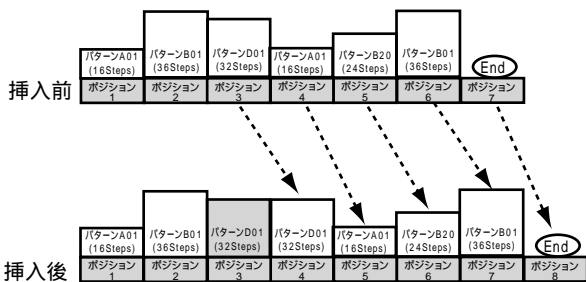 パターンA01
(16Steps)
パターンB01
(36Steps)
パターンD01
(32Steps)
パターンA01
(16Steps)
パターンB20
(24Steps)
パターンB01
(36Steps)
End
挿入前
ポジション
1
ポジション
2
ポジション
3
ポジション
4
ポジション
5
ポジション
6
ポジション
7
パターンA01
(16Steps)
パターンB01
(36Steps)
パターンD01
(32Steps)
パターンD01
(32Steps)
パターンA01
(16Steps)
パターンB20
(24Steps)
パターンB01
(36Steps)
End
挿入後
ポジション
1
ポジション
2
ポジション
3
ポジション
4
ポジション
5
ポジション
6
ポジション
7
ポジション
8